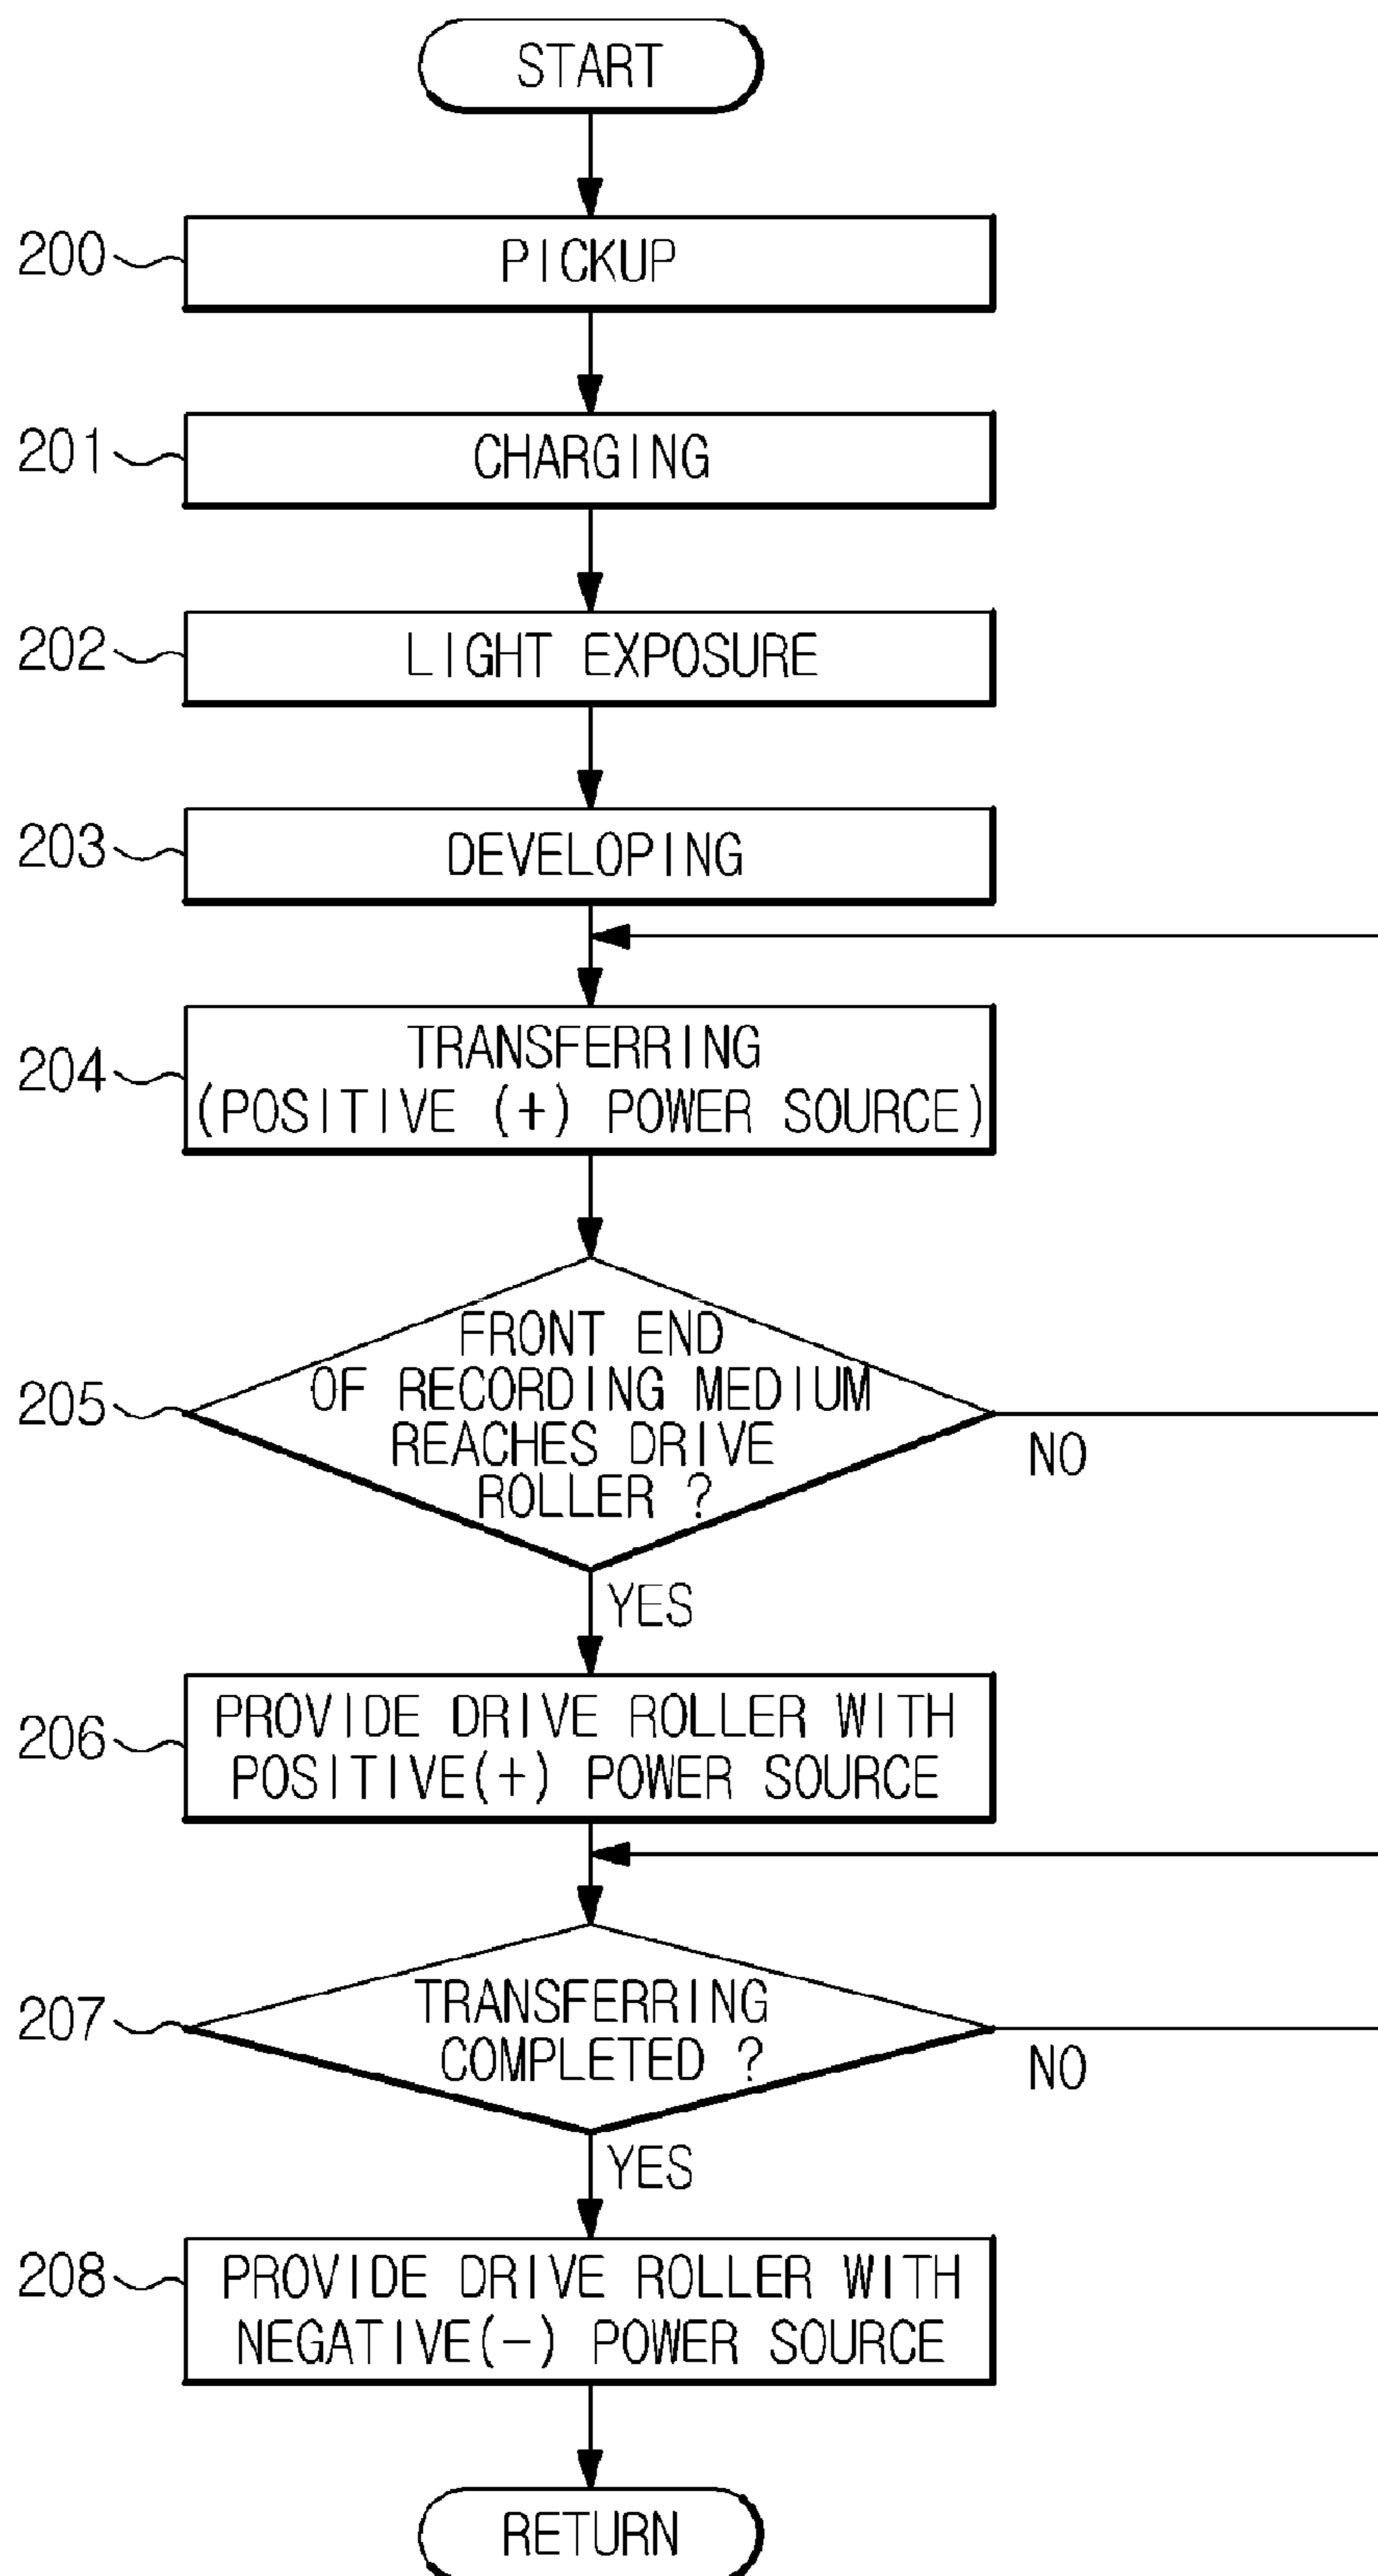 START
200
PICKUP
201
CHARGING
202
LIGHT EXPOSURE
203
DEVELOPING
204
TRANSFERRING
(POSITIVE (+) POWER SOURCE)
205
FRONT END
OF RECORDING MEDIUM
REACHES DRIVE
ROLLER ?
NO
YES
206
PROVIDE DRIVE ROLLER WITH
POSITIVE(+) POWER SOURCE
207
TRANSFERRING
COMPLETED ?
NO
YES
208
PROVIDE DRIVE ROLLER WITH
NEGATIVE(-) POWER SOURCE
RETURN